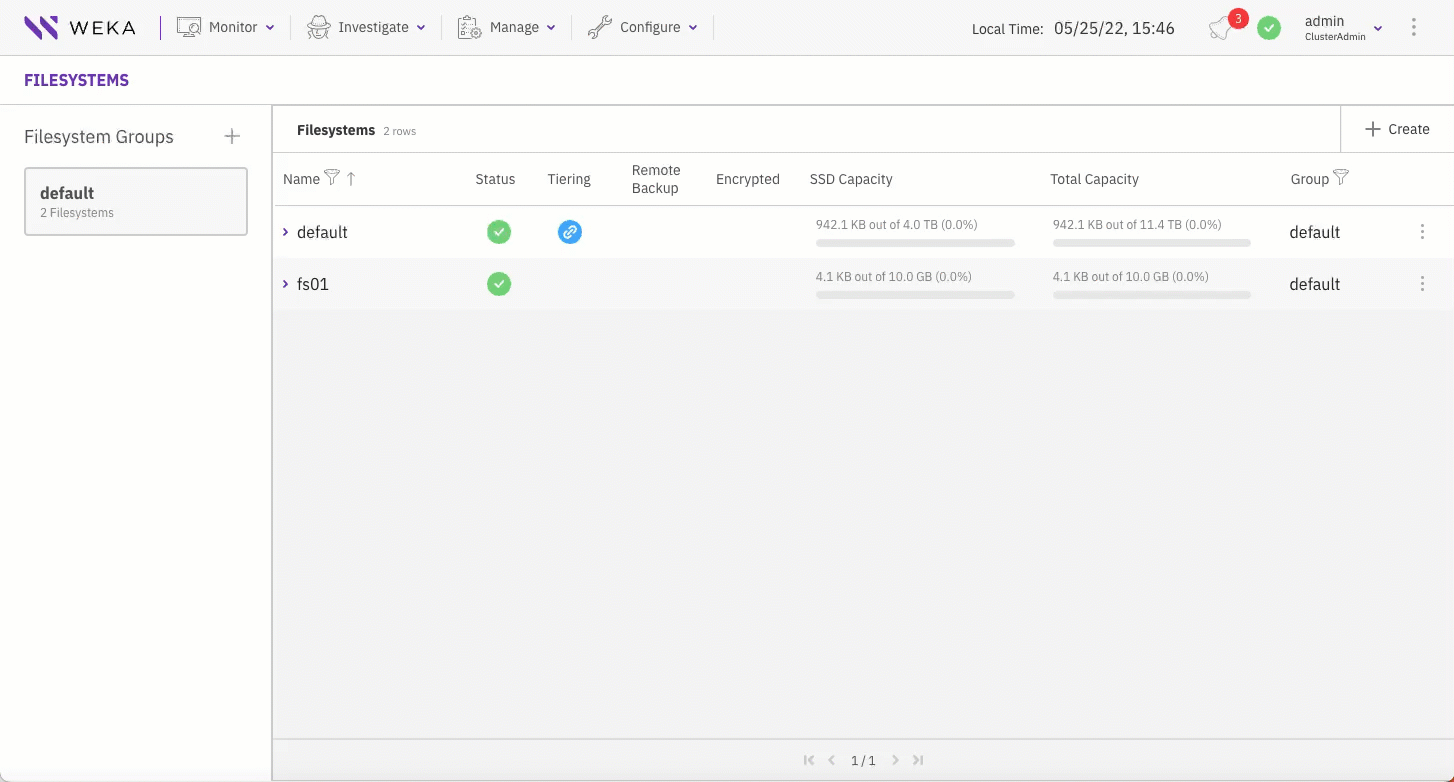 WEKA Monitor Investigate Manage Configure Local Time: 05/25/22, 15:46 3 admin
ClusterAdmin
FILESYSTEMS
Filesystem Groups
default
2 Filesystems
Filesystems 2 rows Create
Name Status Tiering Remote Backup Encrypted SSD Capacity Total Capacity Group
default 942.1 KB out of 4.0 TB (0.0%) 942.1 KB out of 11.4 TB (0.0%) default
fs01 4.1 KB out of 10.0 GB (0.0%) 4.1 KB out of 10.0 GB (0.0%) default
1/1